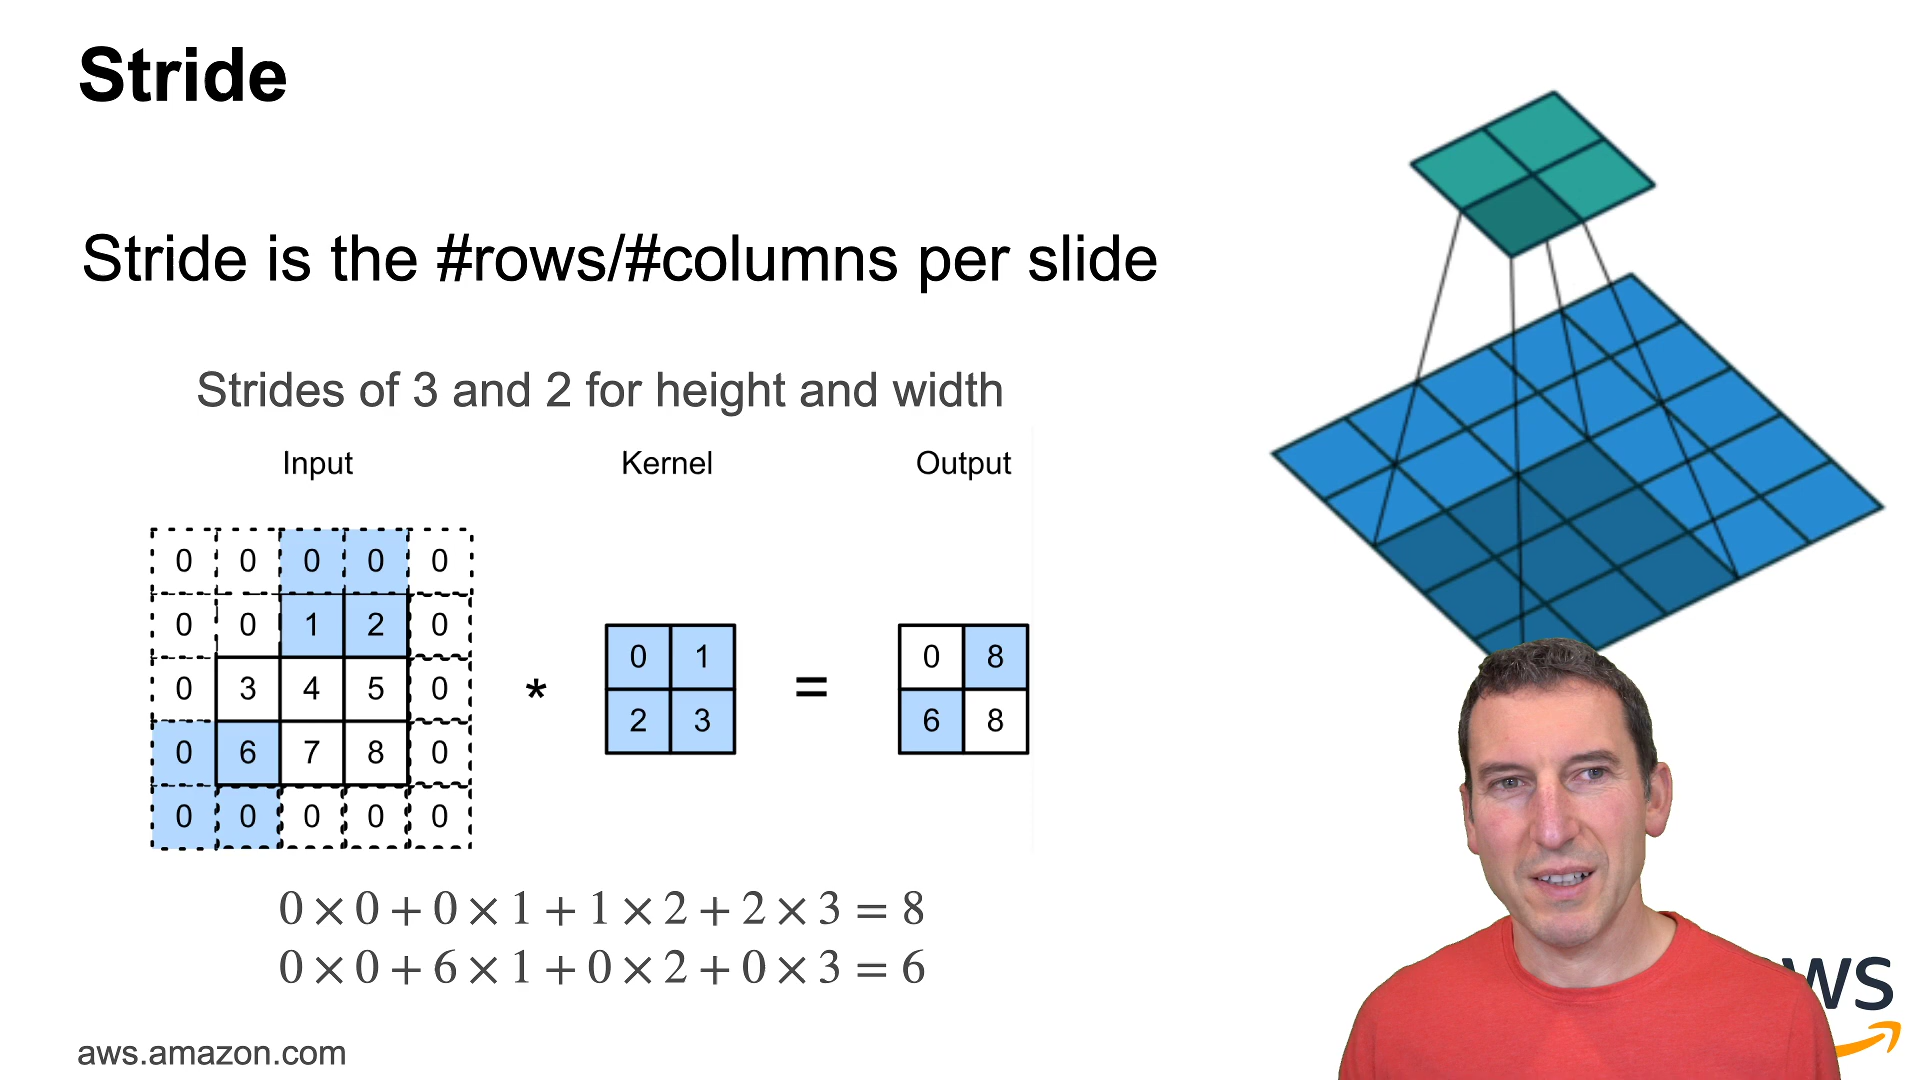 Stride
Stride is the #rows/#columns per slide
Strides of 3 and 2 for height and width
Input Kernel Output
0 0 0 0 0
0 0 1 2 0
0 3 4 5 0
0 6 7 8 0
0 0 0 0 0
*
0 1
2 3
=
0 8
6 8
0 × 0 + 0 × 1 + 1 × 2 + 2 × 3 = 8
0 × 0 + 6 × 1 + 0 × 2 + 0 × 3 = 6
aws.amazon.com
ws